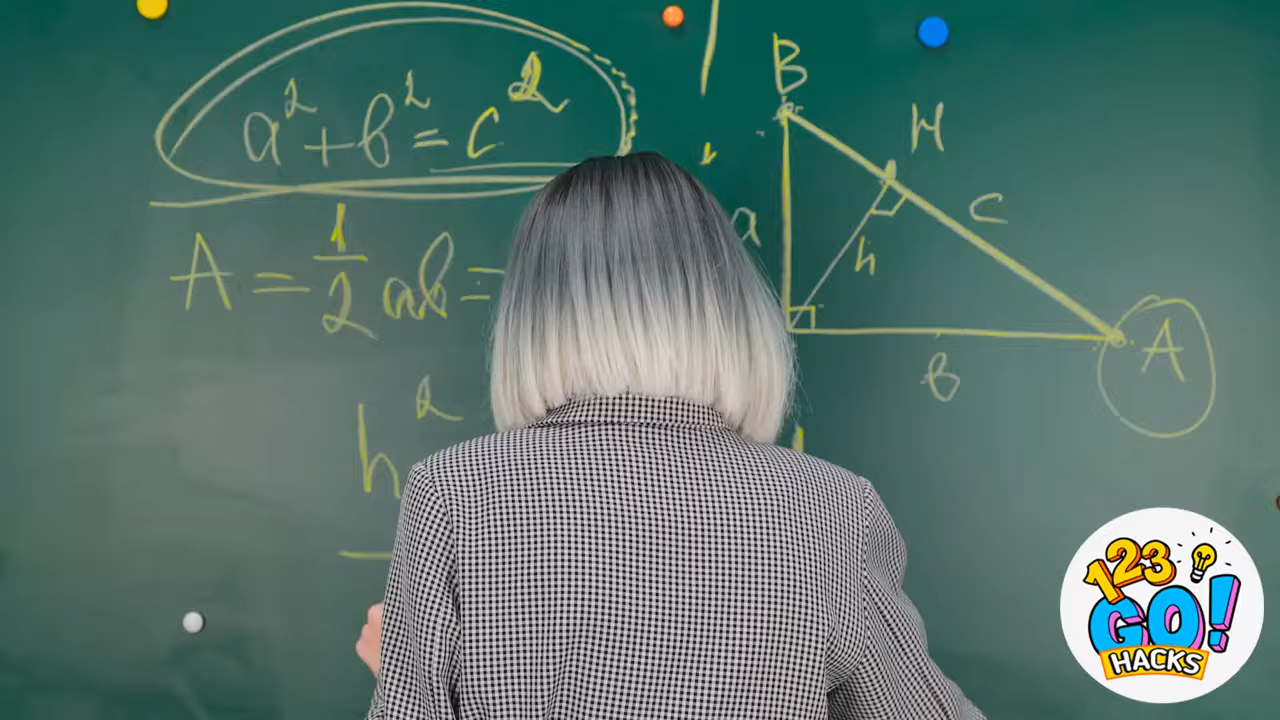 a² + b² = c²
A = 1/2 ab =
h²
B
H
a
h
c
b
A
123
GO!
HACKS